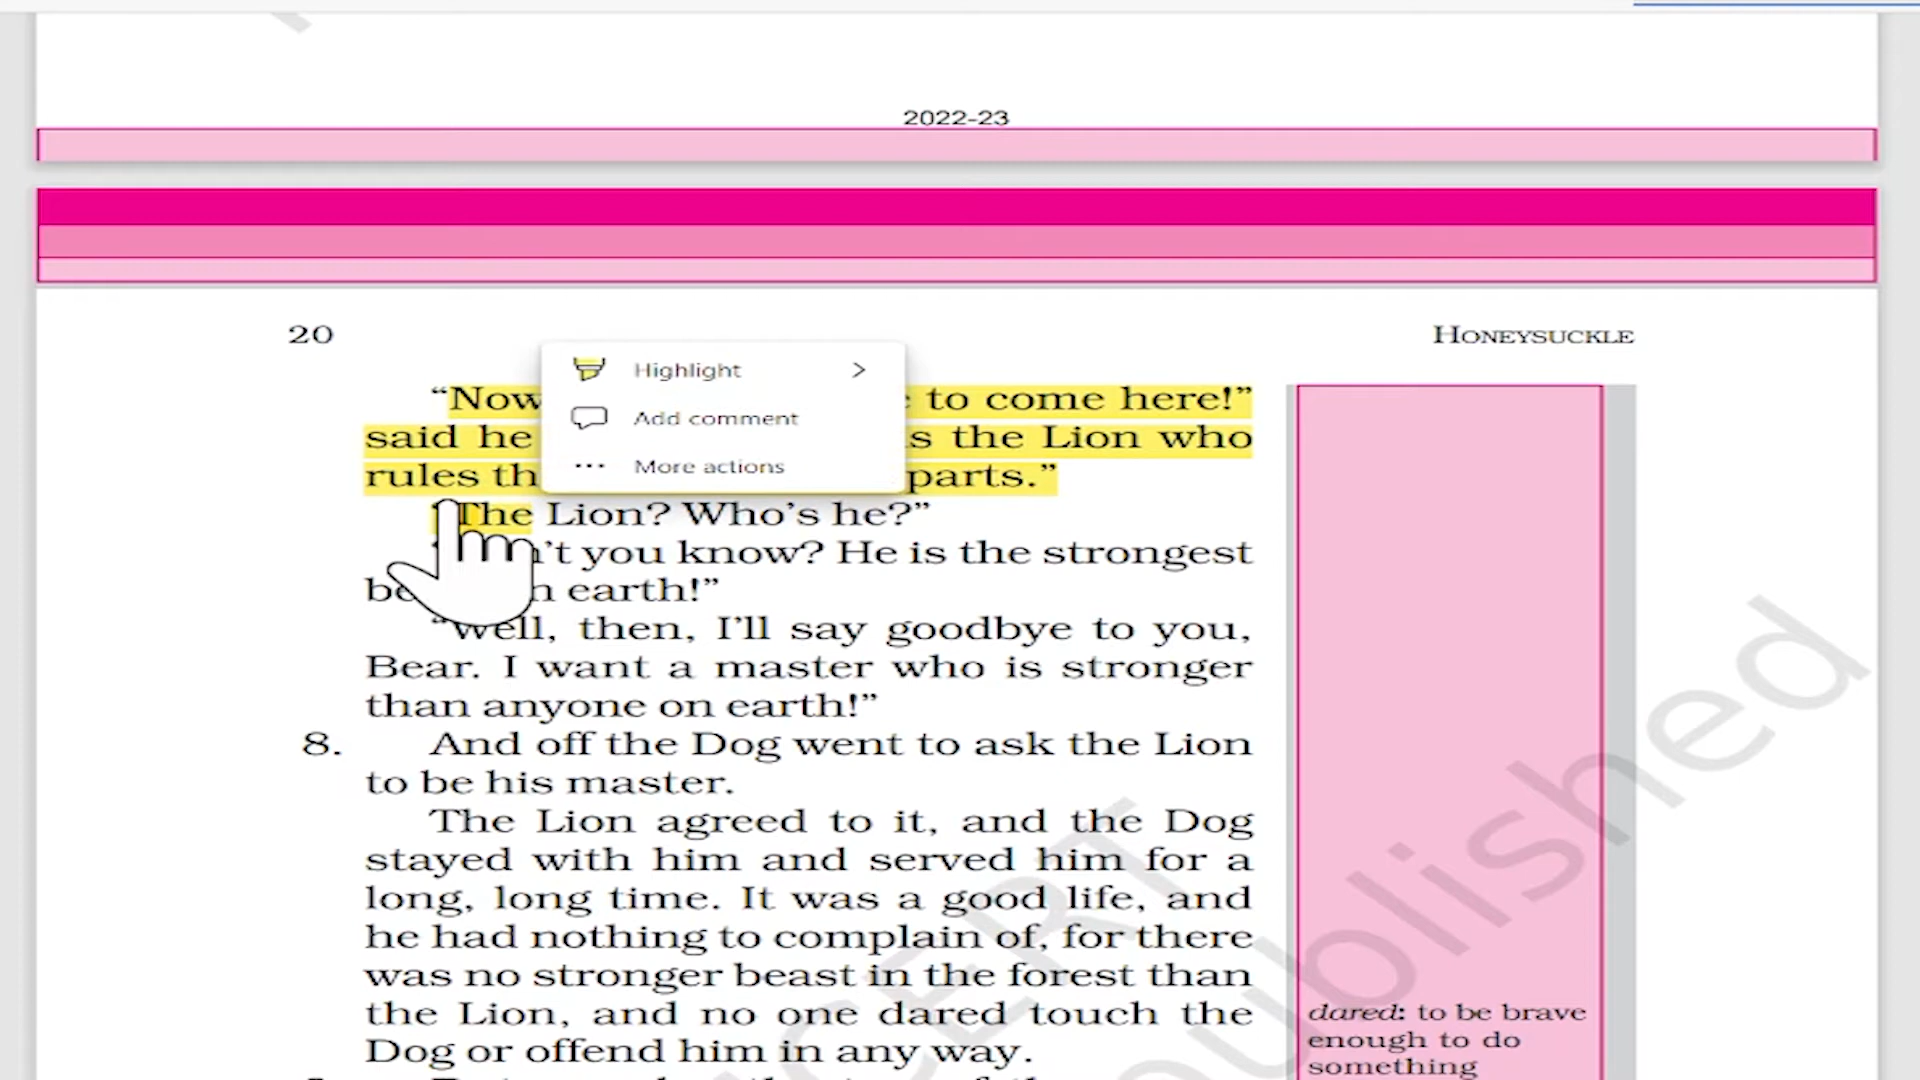 2022-23
20 HONEYSUCKLE
Highlight
Add comment
More actions
“Now to come here!”
said he the Lion who
rules parts.”
The Lion? Who’s he?”
you know? He is the strongest
earth!”
“Well, then, I’ll say goodbye to you,
Bear. I want a master who is stronger
than anyone on earth!”
8. And off the Dog went to ask the Lion
to be his master.
The Lion agreed to it, and the Dog
stayed with him and served him for a
long, long time. It was a good life, and
he had nothing to complain of, for there
was no stronger beast in the forest than
the Lion, and no one dared touch the
Dog or offend him in any way.
dared: to be brave
enough to do
something